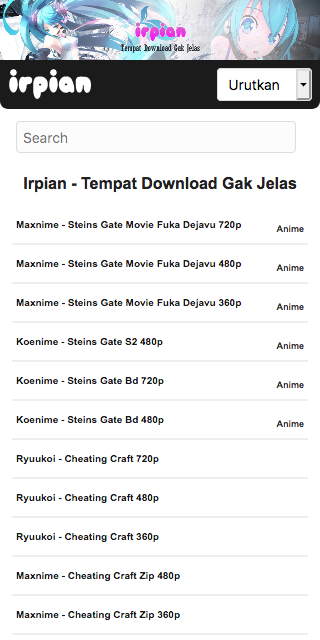 irpian
Tempat Download Gak Jelas
irpian
Urutkan
Search
Irpian - Tempat Download Gak Jelas
Maxnime - Steins Gate Movie Fuka Dejavu 720p
Anime
Maxnime - Steins Gate Movie Fuka Dejavu 480p
Anime
Maxnime - Steins Gate Movie Fuka Dejavu 360p
Anime
Koenime - Steins Gate S2 480p
Anime
Koenime - Steins Gate Bd 720p
Anime
Koenime - Steins Gate Bd 480p
Anime
Ryuukoi - Cheating Craft 720p
Ryuukoi - Cheating Craft 480p
Ryuukoi - Cheating Craft 360p
Maxnime - Cheating Craft Zip 480p
Maxnime - Cheating Craft Zip 360p